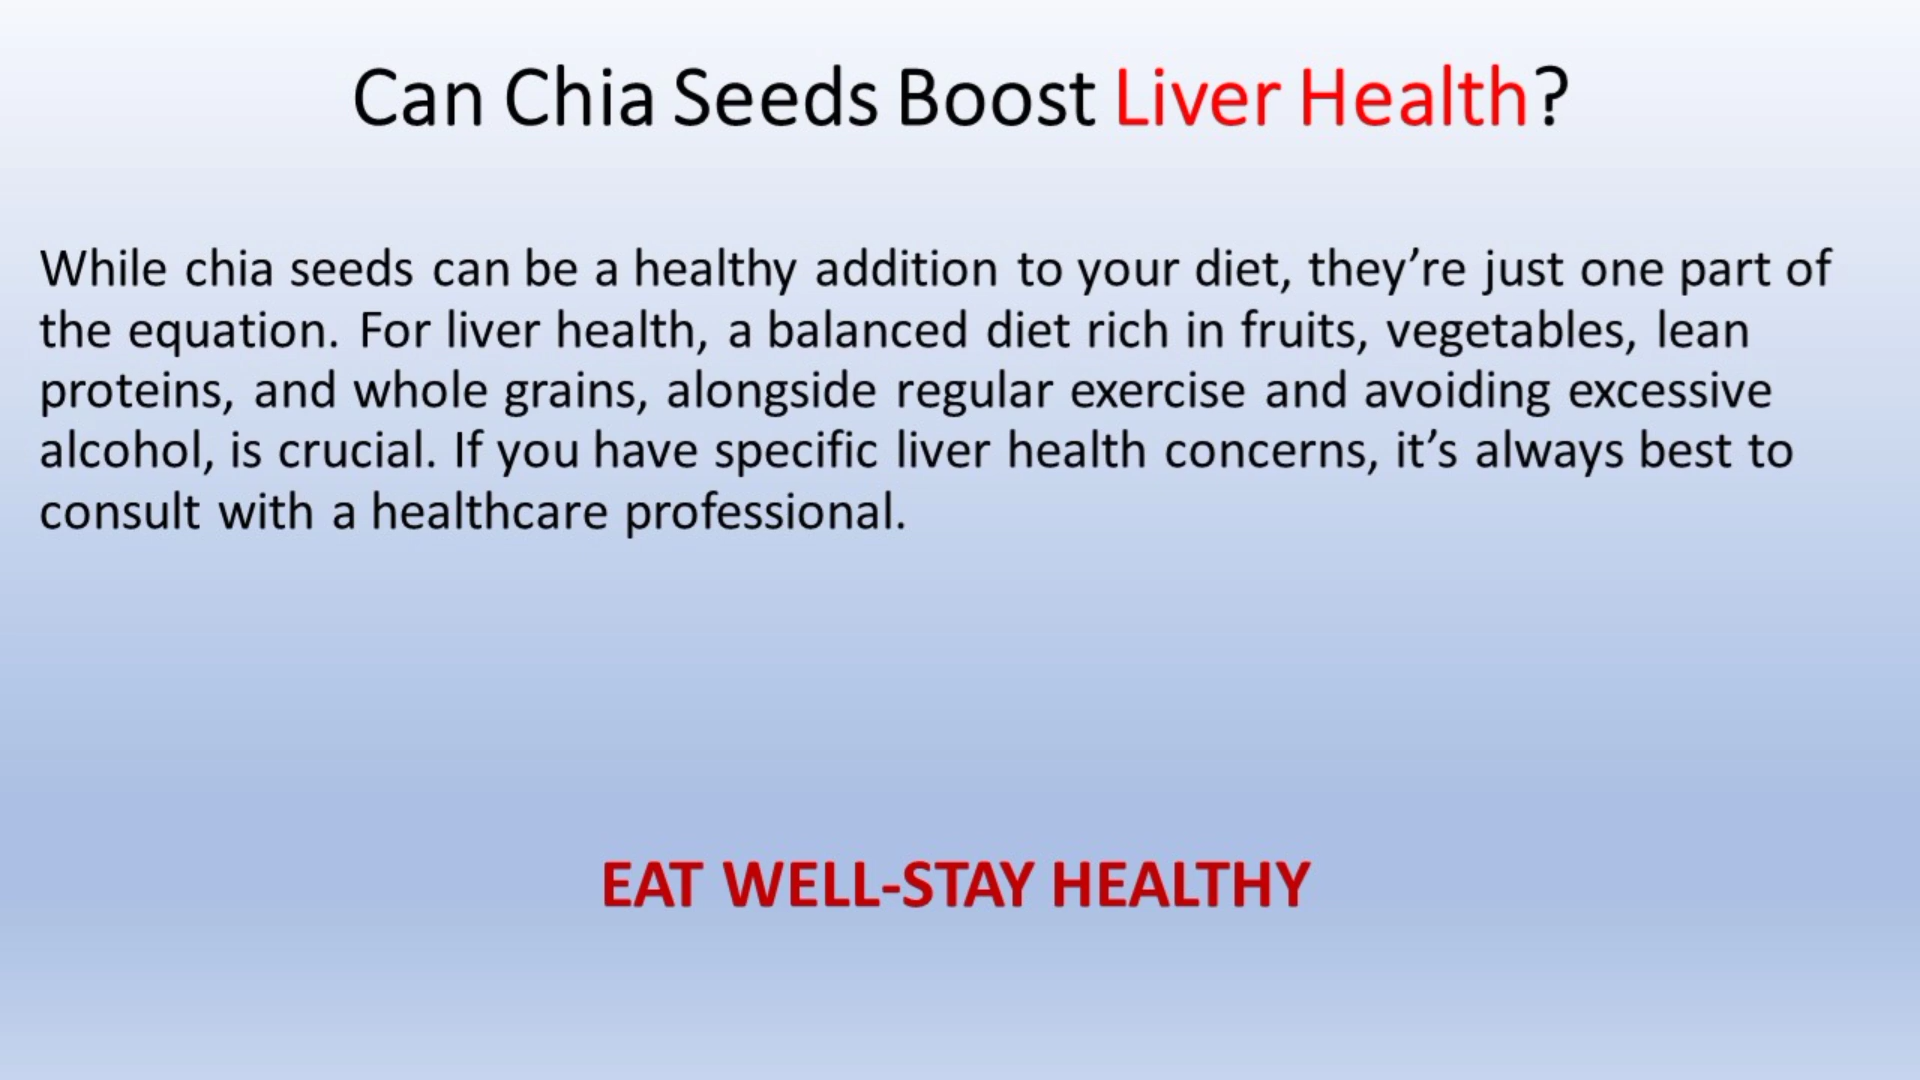 Can Chia Seeds Boost Liver Health?
While chia seeds can be a healthy addition to your diet, they’re just one part of
the equation. For liver health, a balanced diet rich in fruits, vegetables, lean
proteins, and whole grains, alongside regular exercise and avoiding excessive
alcohol, is crucial. If you have specific liver health concerns, it’s always best to
consult with a healthcare professional.
EAT WELL-STAY HEALTHY